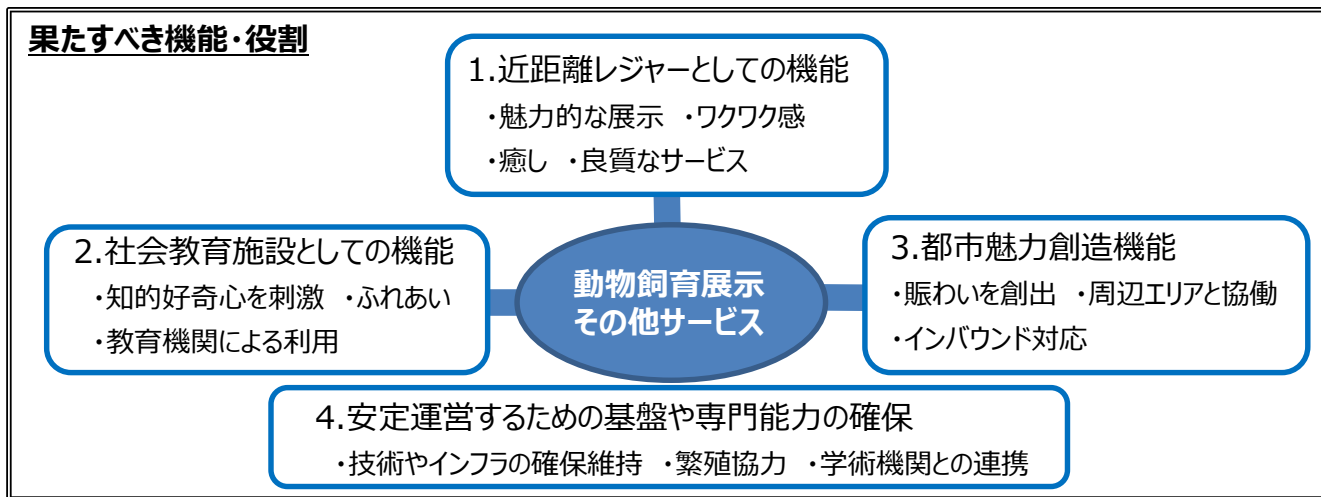 果たすべき機能・役割
1.近距離レジャーとしての機能
・魅力的な展示 ・ワクワク感
・癒し ・良質なサービス
2.社会教育施設としての機能
・知的好奇心を刺激 ・ふれあい
・教育機関による利用
動物飼育展示
その他サービス
3.都市魅力創造機能
・賑わいを創出 ・周辺エリアと協働
・インバウンド対応
4.安定運営するための基盤や専門能力の確保
・技術やインフラの確保維持 ・繁殖協力 ・学術機関との連携